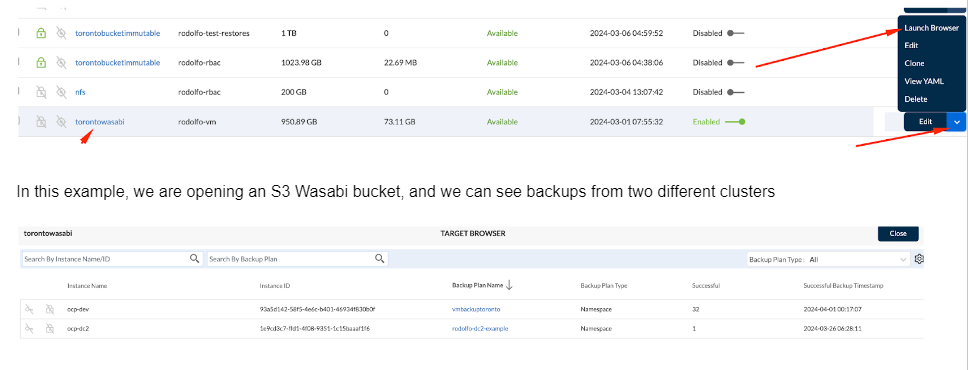 torontobucketimmutable rodolfo-test-restores 1 TB 0 Available 2024-03-06 04:59:52 Disabled
Launch Browser
Edit
torontobucketimmutable rodolfo-rbac 1023.98 GB 22.69 MB Available 2024-03-06 04:38:06 Disabled
Clone
View YAML
nfs rodolfo-rbac 200 GB 0 Available 2024-03-04 13:07:42 Disabled
Delete
torontowasabi rodolfo-vm 950.89 GB 73.11 GB Available 2024-03-01 07:55:32 Enabled Edit
In this example, we are opening an S3 Wasabi bucket, and we can see backups from two different clusters
torontowasabi TARGET BROWSER Close
Search By Instance Name/ID Search By Backup Plan Backup Plan Type : All
Instance Name Instance ID Backup Plan Name Backup Plan Type Successful Successful Backup Timestamp
ocp-dev 93a5d142-58f5-4e6c-b401-46934f830b0f vmbackuptoronto Namespace 32 2024-04-01 00:17:07
ocp-dc2 1e9cd3c7-ffd1-4f08-9351-1c15baaaf1f6 rodolfo-dc2-example Namespace 1 2024-03-26 06:28:11